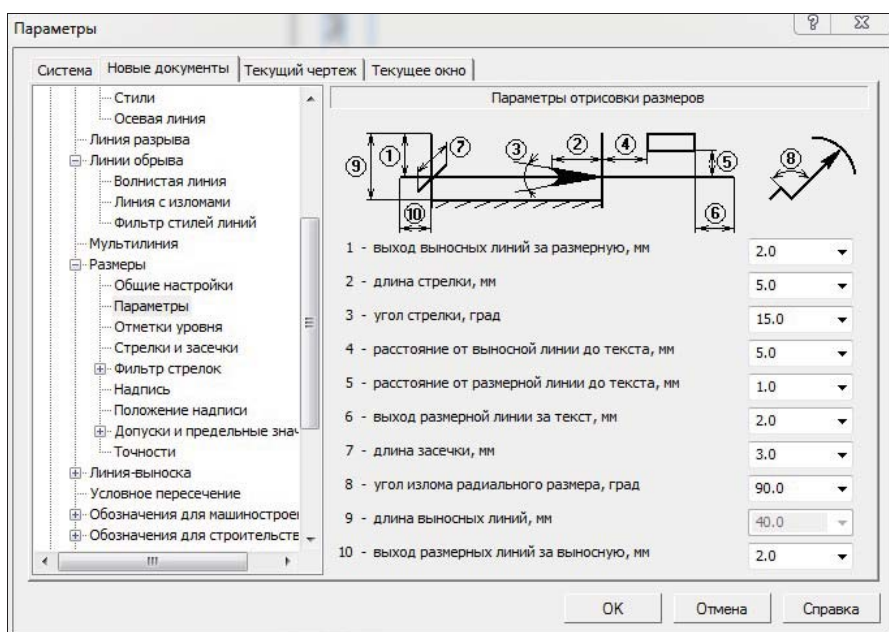 Параметры
Система Новые документы Текущий чертеж Текущее окно
Стили
Осевая линия
Линия разрыва
Линии обрыва
Волнистая линия
Линия с изломами
Фильтр стилей линий
Мультилиния
Размеры
Общие настройки
Параметры
Отметки уровня
Стрелки и засечки
Фильтр стрелок
Надпись
Положение надписи
Допуски и предельные знач
Точности
Линия-выноска
Условное пересечение
Обозначения для машинострое
Обозначения для строительств
Параметры отрисовки размеров
9 1 7 3 2 4 5 8
10 6
1 - выход выносных линий за размерную, мм 2.0
2 - длина стрелки, мм 5.0
3 - угол стрелки, град 15.0
4 - расстояние от выносной линии до текста, мм 5.0
5 - расстояние от размерной линии до текста, мм 1.0
6 - выход размерной линии за текст, мм 2.0
7 - длина засечки, мм 3.0
8 - угол излома радиального размера, град 90.0
9 - длина выносных линий, мм 40.0
10 - выход размерных линий за выносную, мм 2.0
OK Отмена Справка